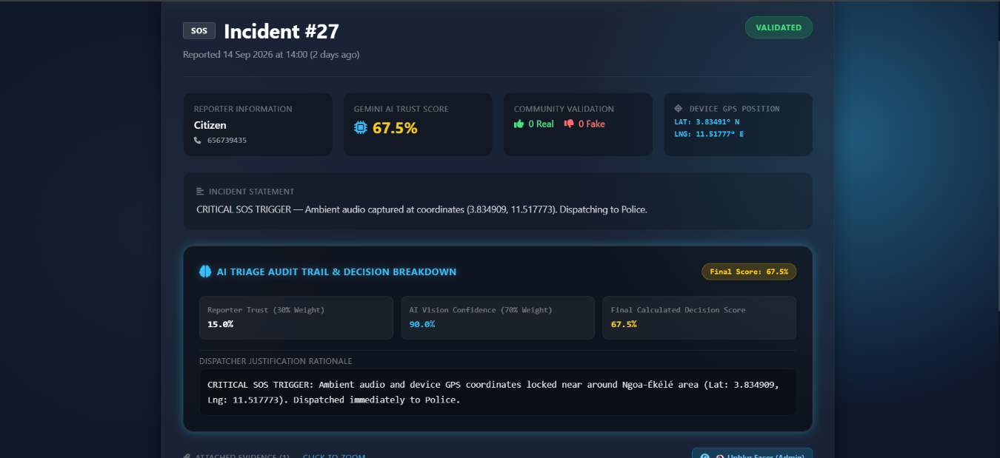 SOS Incident #27
VALIDATED
Reported 14 Sep 2026 at 14:00 (2 days ago)
REPORTER INFORMATION
Citizen
656739435
GEMINI AI TRUST SCORE
67.5%
COMMUNITY VALIDATION
0 Real 0 Fake
DEVICE GPS POSITION
LAT: 3.83491° N
LNG: 11.51777° E
INCIDENT STATEMENT
CRITICAL SOS TRIGGER — Ambient audio captured at coordinates (3.834909, 11.517773). Dispatching to Police.
AI TRIAGE AUDIT TRAIL & DECISION BREAKDOWN
Final Score: 67.5%
Reporter Trust (30% Weight)
15.0%
AI Vision Confidence (70% Weight)
90.0%
Final Calculated Decision Score
67.5%
DISPATCHER JUSTIFICATION RATIONALE
CRITICAL SOS TRIGGER: Ambient audio and device GPS coordinates locked near around Ngoa-Ékélé area (Lat: 3.834909,
Lng: 11.517773). Dispatched immediately to Police.
ATTACHED EVIDENCE (1) CLICK TO ZOOM
Unblur Faces (Admin)